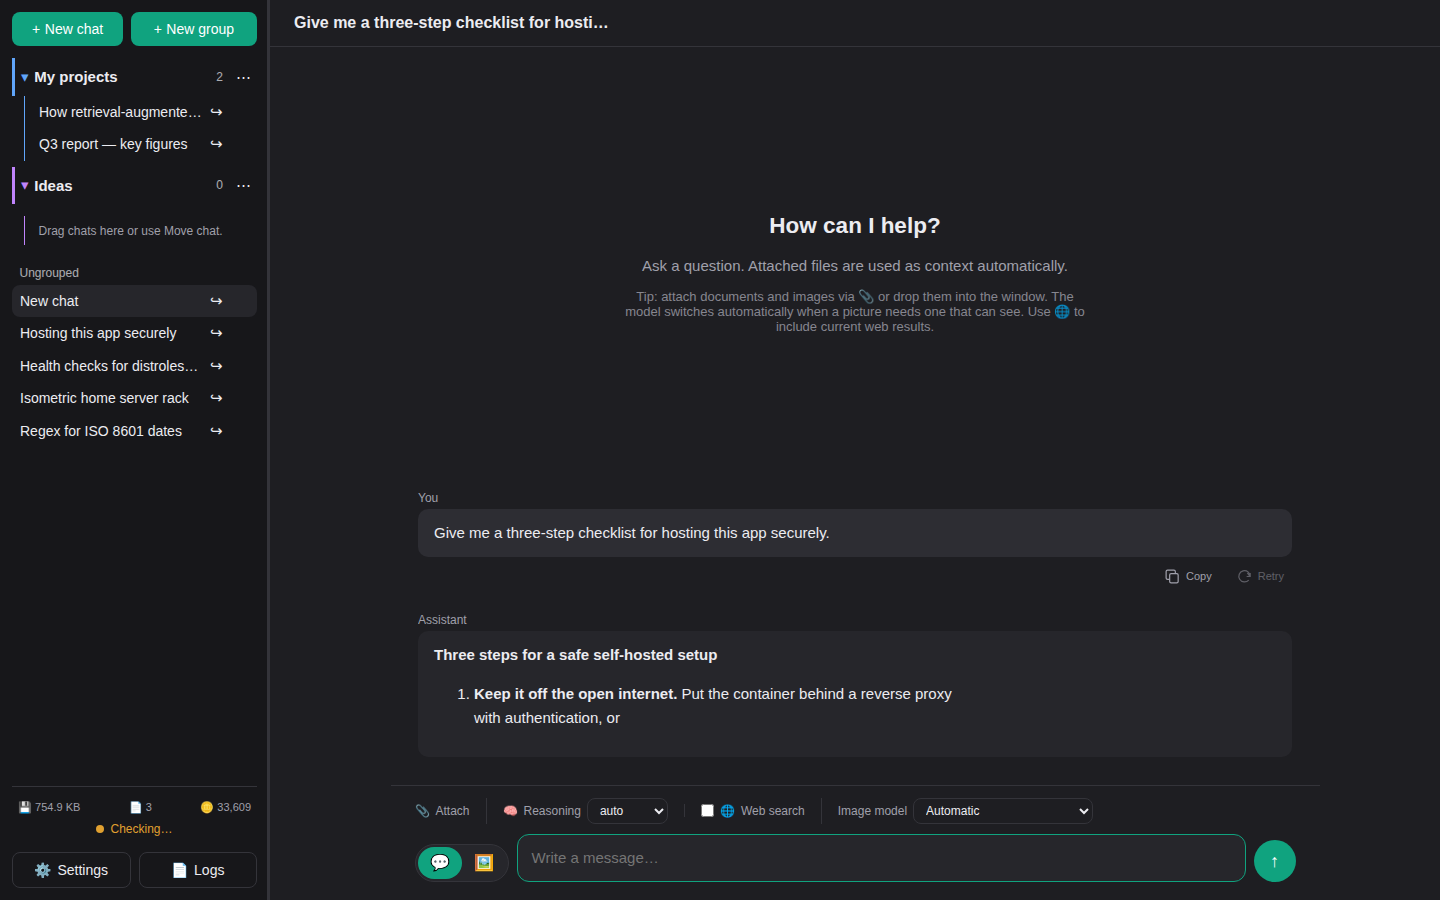 + New chat
+ New group
▼ My projects 2 ⋯
How retrieval-augmente… ↪
Q3 report — key figures ↪
▼ Ideas 0 ⋯
Drag chats here or use Move chat.
Ungrouped
New chat ↪
Hosting this app securely ↪
Health checks for distroles… ↪
Isometric home server rack ↪
Regex for ISO 8601 dates ↪
💾 754.9 KB 📄 3 🪙 33,609
Checking…
⚙️ Settings
📄 Logs
Give me a three-step checklist for hosti…
How can I help?
Ask a question. Attached files are used as context automatically.
Tip: attach documents and images via 📎 or drop them into the window. The
model switches automatically when a picture needs one that can see. Use 🌐 to
include current web results.
You
Give me a three-step checklist for hosting this app securely.
Copy Retry
Assistant
Three steps for a safe self-hosted setup
1. Keep it off the open internet. Put the container behind a reverse proxy
with authentication, or
📎 Attach 🧠 Reasoning auto 🌐 Web search Image model Automatic
Write a message…
↑